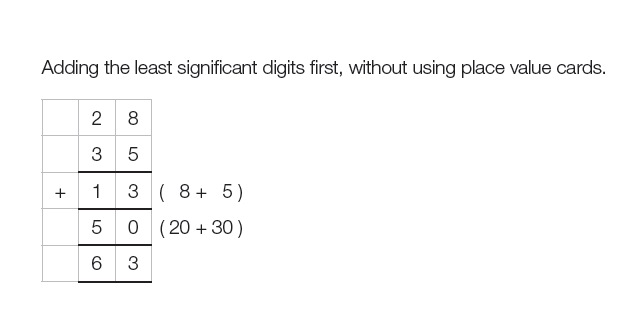 Adding the least significant digits first, without using place value cards.
2 8
3 5
+ 1 3 ( 8 + 5 )
5 0 ( 20 + 30 )
6 3